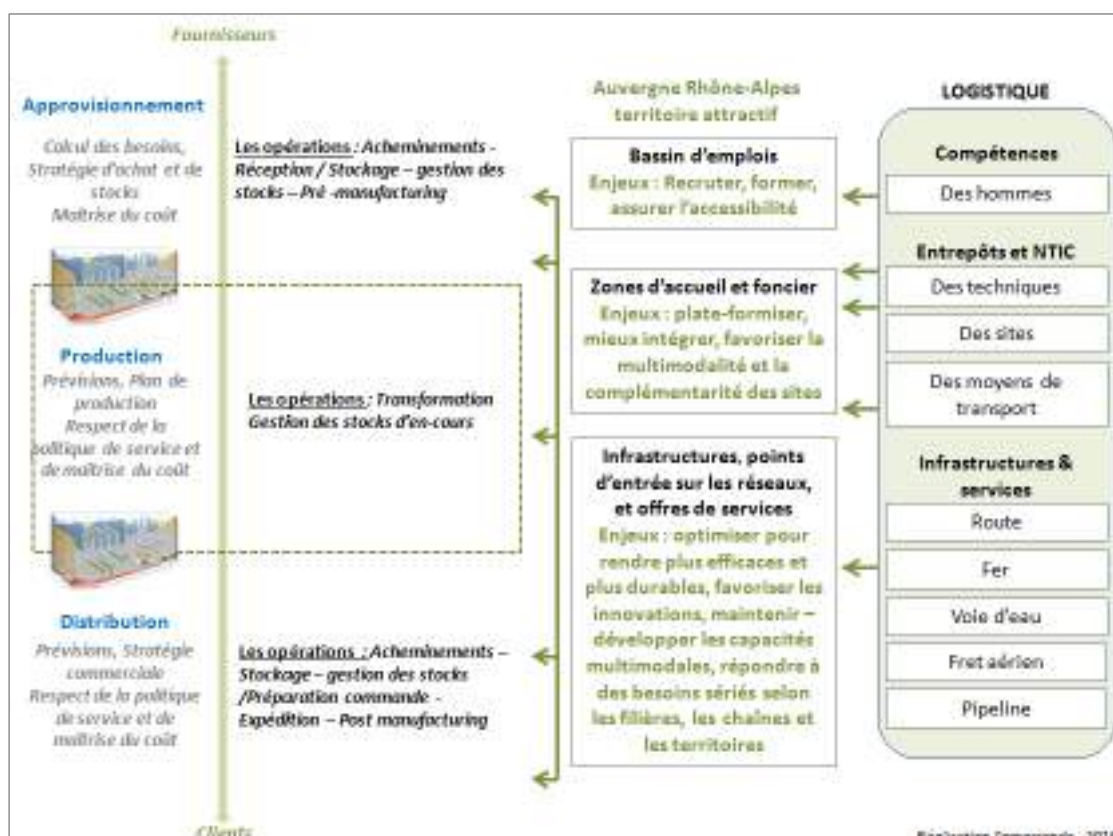 Fournisseurs
Approvisionnement
Calcul des besoins,
Stratégie d'achat et de
stocks
Maîtrise du coût
Production
Prévisions, Plan de
production
Respect de la
politique de service et
de maîtrise du coût
Distribution
Prévisions, Stratégie
commerciale
Respect de la politique
de service et de
maîtrise du coût
Clients
Les opérations : Acheminements -
Réception / Stockage – gestion des
stocks – Pré -manufacturing
Les opérations : Transformation
Gestion des stocks d'en-cours
Les opérations : Acheminements –
Stockage – gestion des stocks
/Préparation commande -
Expédition – Post manufacturing
Auvergne Rhône-Alpes
territoire attractif
Bassin d'emplois
Enjeux : Recruter, former,
assurer l'accessibilité
Zones d'accueil et foncier
Enjeux : plate-formiser,
mieux intégrer, favoriser la
multimodalité et la
complémentarité des sites
Infrastructures, points
d'entrée sur les réseaux,
et offres de services
Enjeux : optimiser pour
rendre plus efficaces et
plus durables, favoriser les
innovations, maintenir –
développer les capacités
multimodales, répondre à
des besoins sériés selon
les filières, les chaînes et
les territoires
LOGISTIQUE
Compétences
Des hommes
Entrepôts et NTIC
Des techniques
Des sites
Des moyens de
transport
Infrastructures &
services
Route
Fer
Voie d'eau
Fret aérien
Pipeline
Réalisation